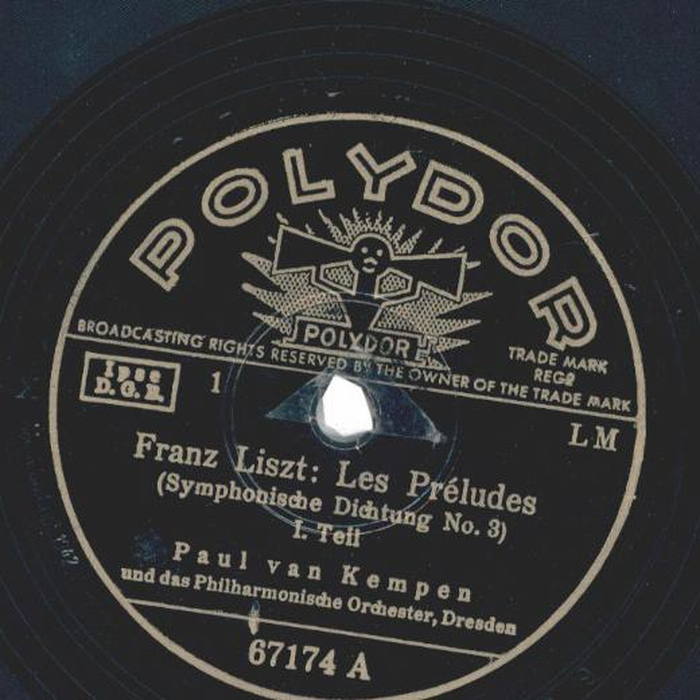 POLYDOR
POLYDOR
TRADE MARK
REGD
BROADCASTING RIGHTS RESERVED BY THE OWNER OF THE TRADE MARK
D.G.R.
1
LM
Franz Liszt: Les Préludes
(Symphonische Dichtung No. 3)
I. Teil
Paul van Kempen
und das Philharmonische Orchester, Dresden
67174 A